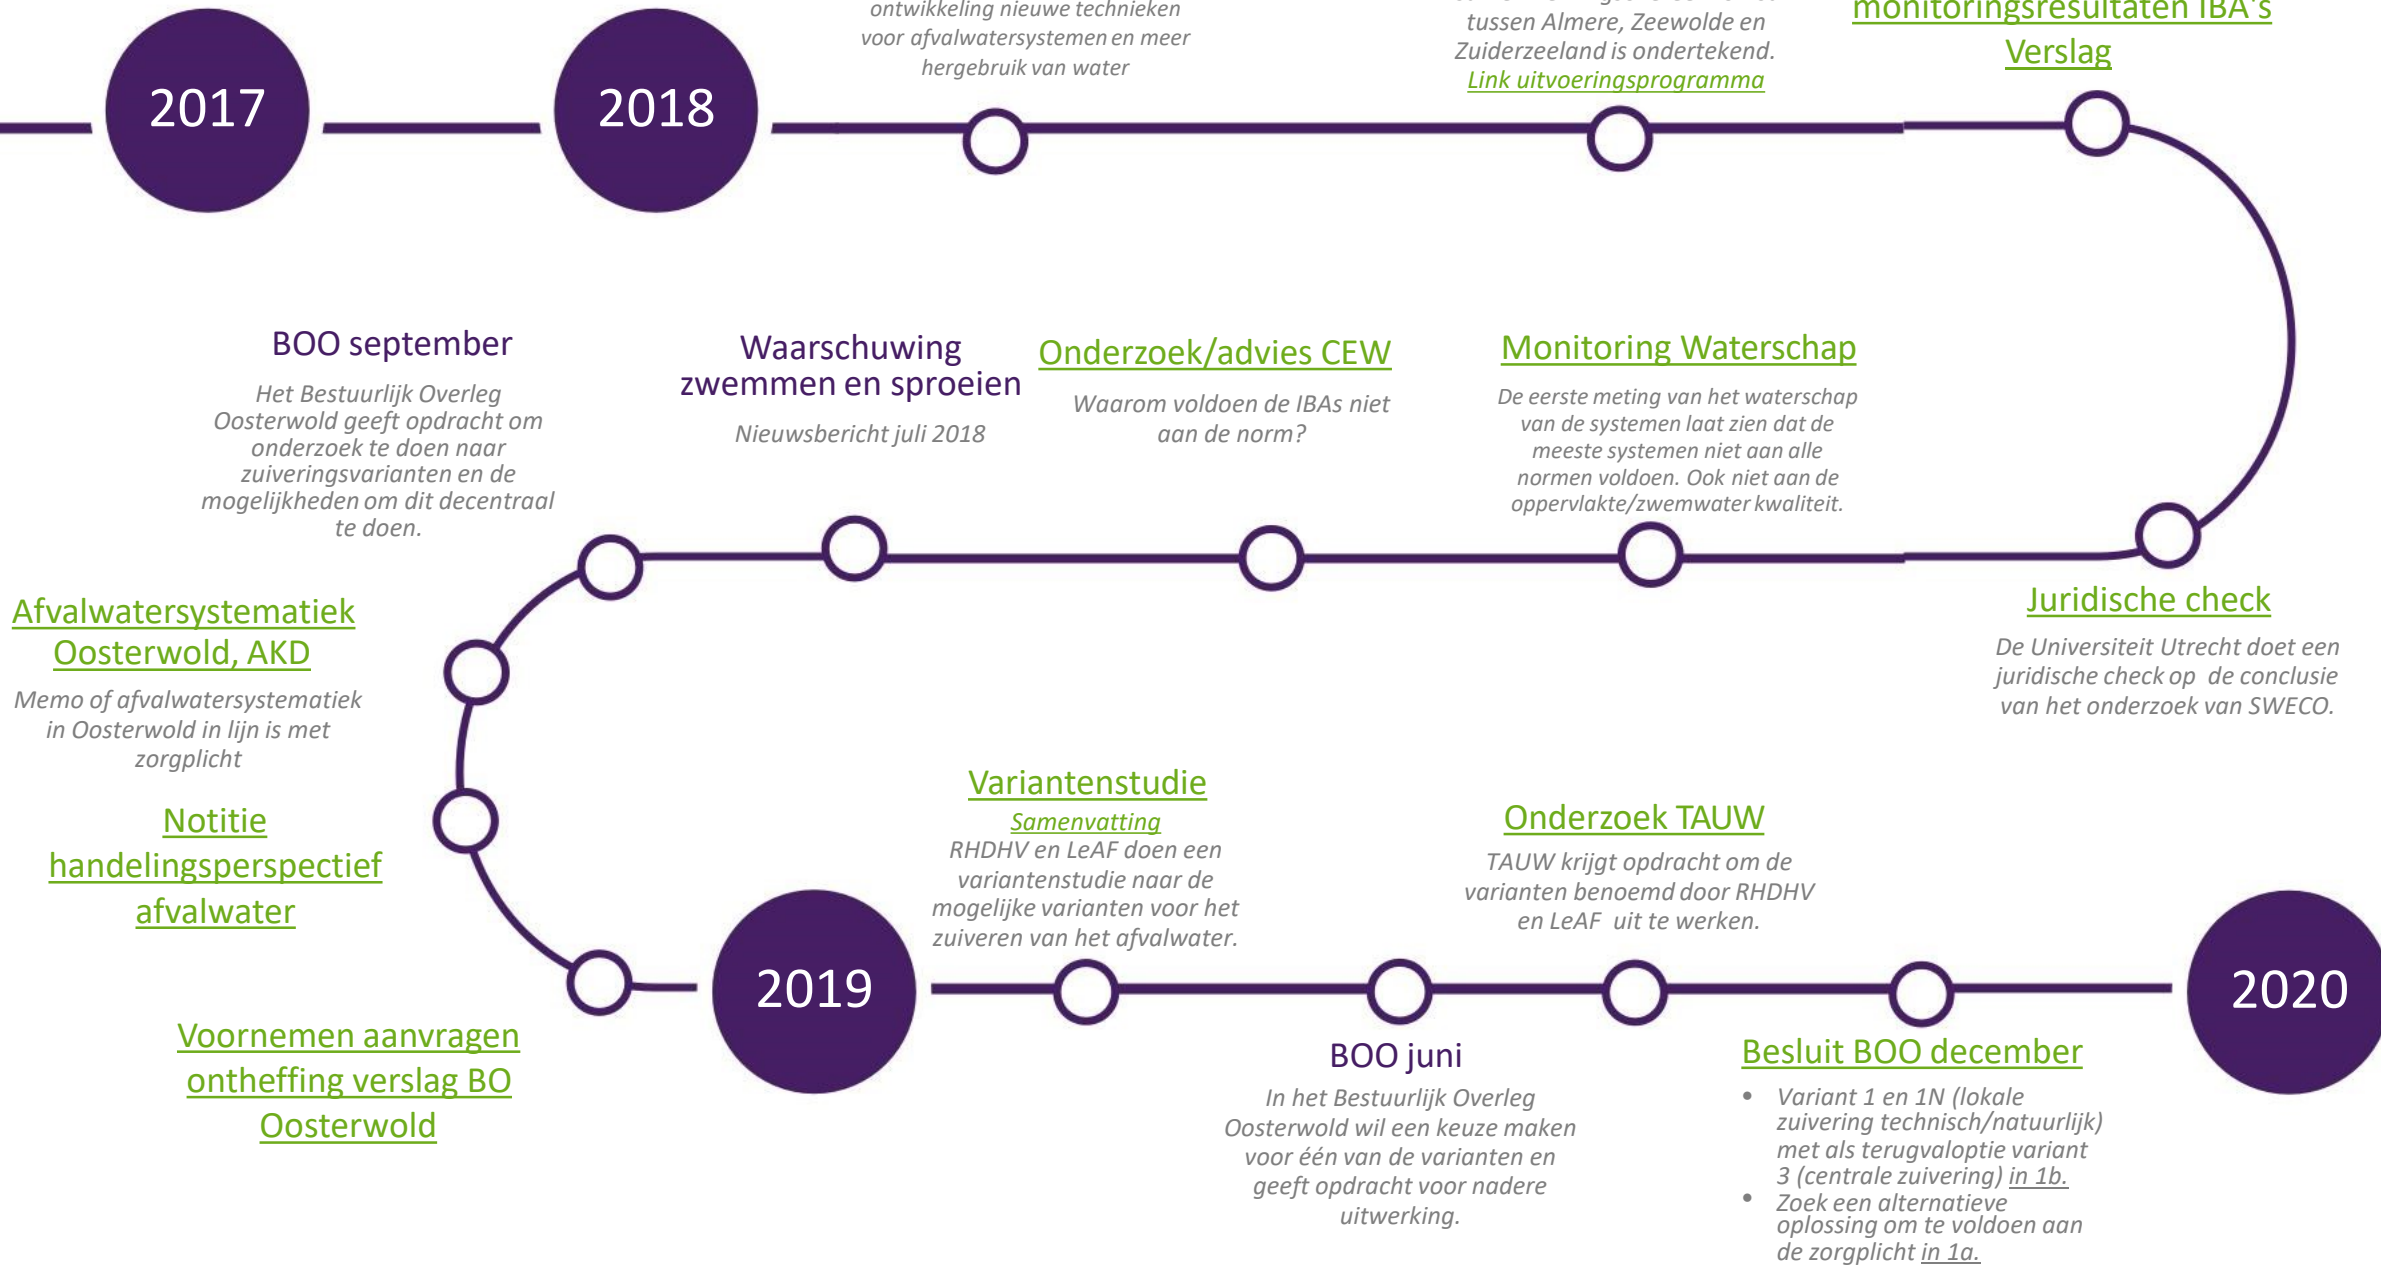 2017
2018
ontwikkeling nieuwe technieken
voor afvalwatersystemen en meer
hergebruik van water
tussen Almere, Zeewolde en
Zuiderzeeland is ondertekend.
Link uitvoeringsprogramma
monitoringsresultaten IBA's
Verslag
BOO september
Het Bestuurlijk Overleg
Oosterwold geeft opdracht om
onderzoek te doen naar
zuiveringsvarianten en de
mogelijkheden om dit decentraal
te doen.
Waarschuwing
zwemmen en sproeien
Nieuwsbericht juli 2018
Onderzoek/advies CEW
Waarom voldoen de IBAs niet
aan de norm?
Monitoring Waterschap
De eerste meting van het waterschap
van de systemen laat zien dat de
meeste systemen niet aan alle
normen voldoen. Ook niet aan de
oppervlakte/zwemwater kwaliteit.
Juridische check
De Universiteit Utrecht doet een
juridische check op de conclusie
van het onderzoek van SWECO.
Afvalwatersystematiek
Oosterwold, AKD
Memo of afvalwatersystematiek
in Oosterwold in lijn is met
zorgplicht
Notitie
handelingsperspectief
afvalwater
Voornemen aanvragen
ontheffing verslag BO
Oosterwold
2019
Variantenstudie
Samenvatting
RHDHV en LeAF doen een
variantenstudie naar de
mogelijke varianten voor het
zuiveren van het afvalwater.
BOO juni
In het Bestuurlijk Overleg
Oosterwold wil een keuze maken
voor één van de varianten en
geeft opdracht voor nadere
uitwerking.
Onderzoek TAUW
TAUW krijgt opdracht om de
varianten benoemd door RHDHV
en LeAF uit te werken.
Besluit BOO december
• Variant 1 en 1N (lokale
zuivering technisch/natuurlijk)
met als terugvaloptie variant
3 (centrale zuivering) in 1b.
• Zoek een alternatieve
oplossing om te voldoen aan
de zorgplicht in 1a.
2020